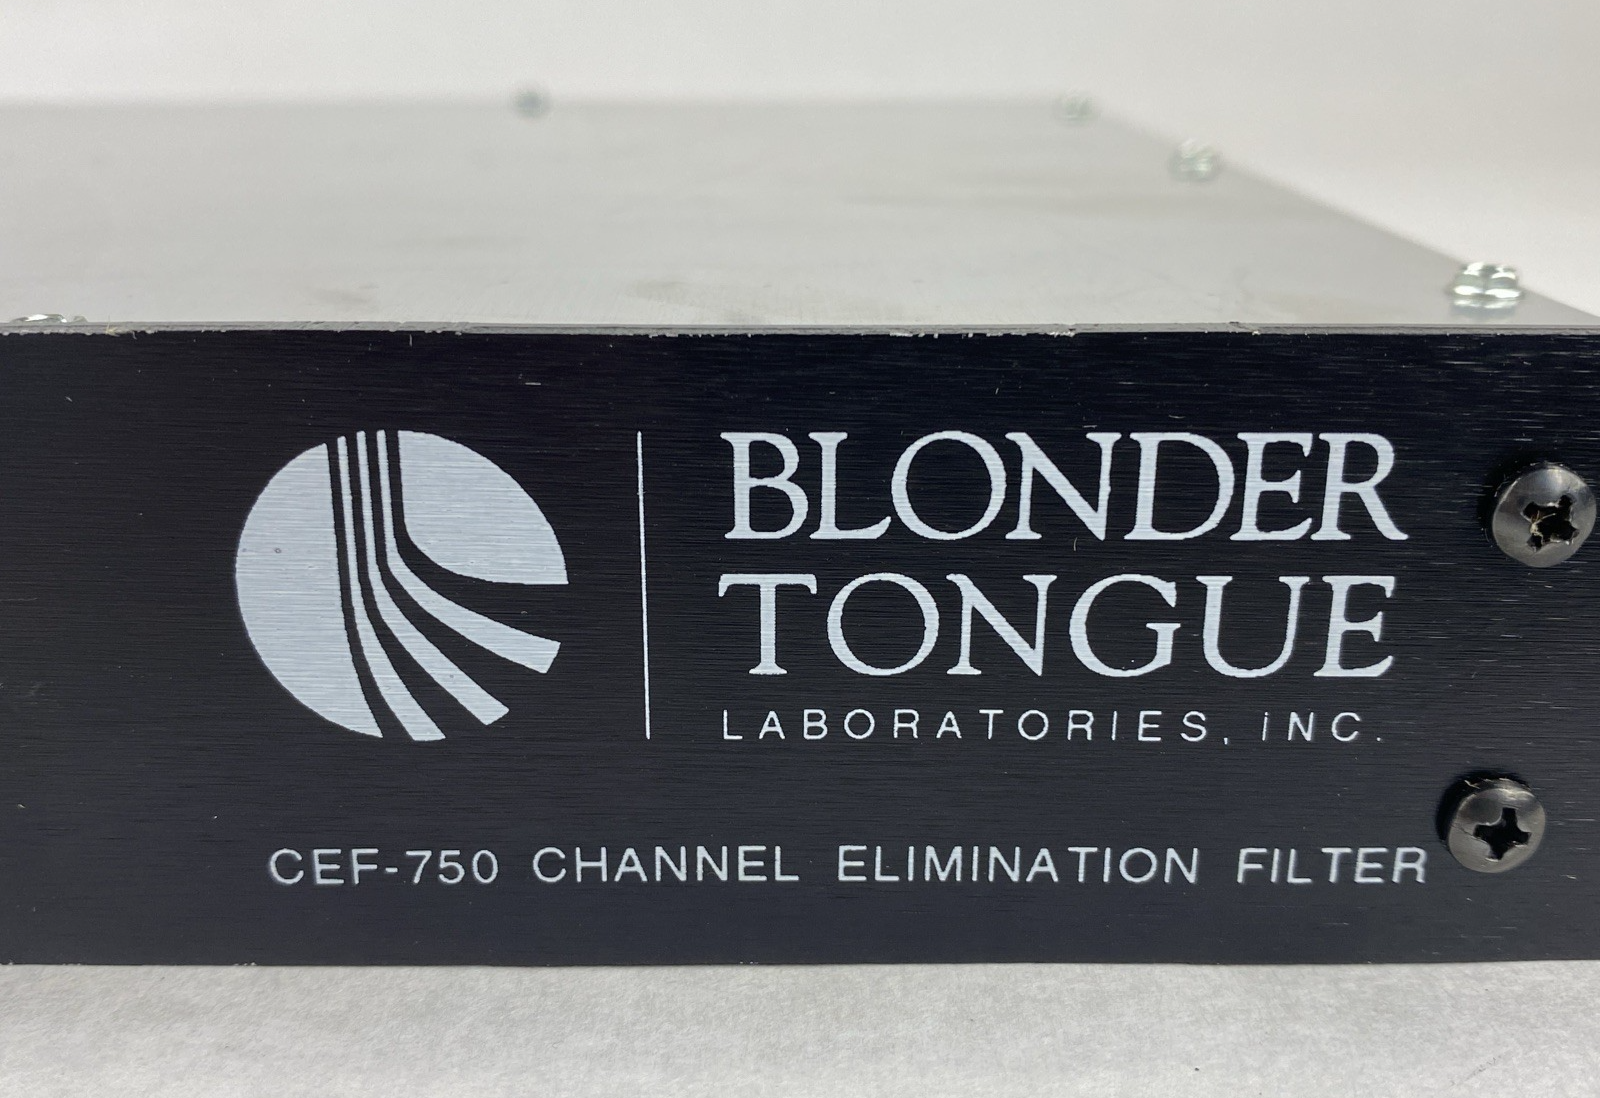 BLONDER
TONGUE
LABORATORIES, INC.
CEF-750 CHANNEL ELIMINATION FILTER